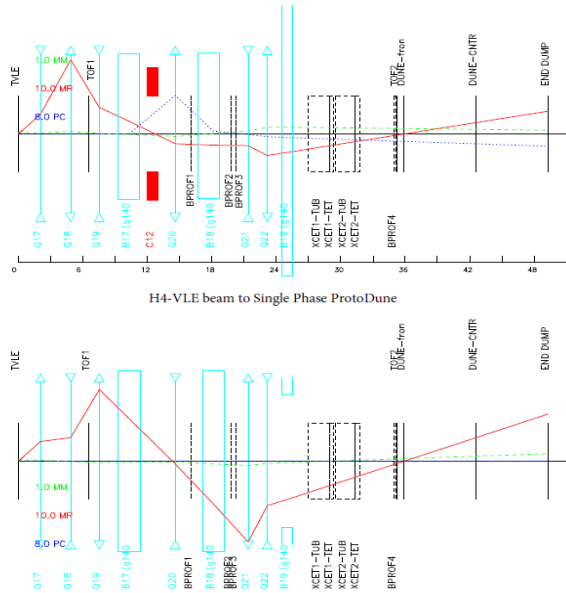 TVLE
TOF1
TOF2
DUNE-fron
DUNE-CNTR
END DUMP
1.0 MM
10.0 MR
8.0 PC
Q17
Q18
Q19
B17 (g140
C12
Q20
BPROF1
B18 (g140
BPROF2
BPROF3
Q21
Q22
B19 (g140
XCET1-TUB
XCET1-TET
XCET2-TUB
XCET2-TET
BPROF4
0 6 12 18 24 30 36 42 48
H4-VLE beam to Single Phase ProtoDune
TVLE
TOF1
TOF2
DUNE-fron
DUNE-CNTR
END DUMP
1.0 MM
10.0 MR
8.0 PC
Q17
Q18
Q19
B17 (g140
Q20
BPROF1
B18 (g140
BPROF2
BPROF3
Q21
Q22
B19 (g140
XCET1-TUB
XCET1-TET
XCET2-TUB
XCET2-TET
BPROF4